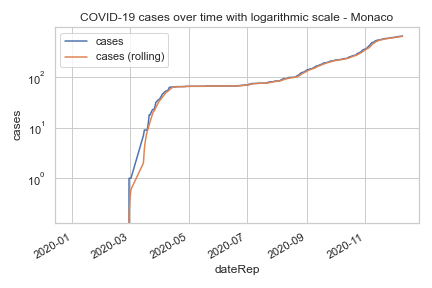 COVID-19 cases over time with logarithmic scale - Monaco
cases
cases (rolling)
10²
10¹
10⁰
cases
2020-01
2020-03
2020-05
2020-07
2020-09
2020-11
dateRep